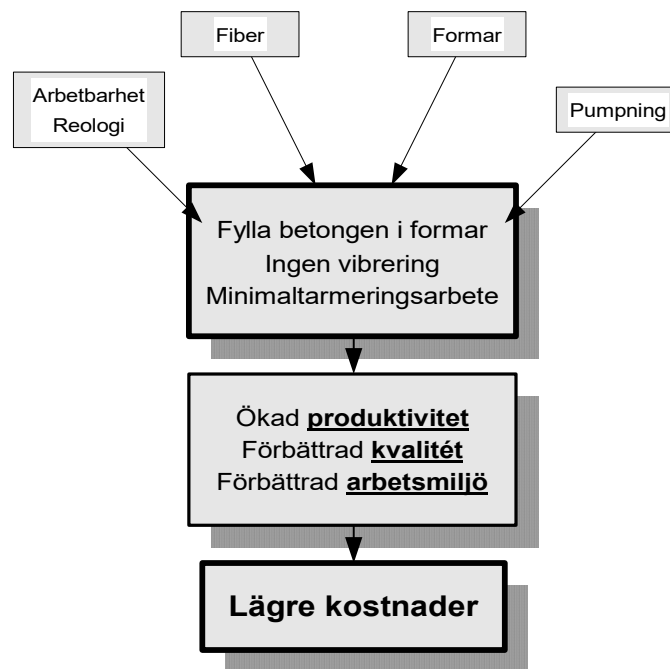 Fiber
Formar
Arbetbarhet
Reologi
Pumpning
Fylla betongen i formar
Ingen vibrering
Minimaltarmeringsarbete
Ökad produktivitet
Förbättrad kvalitét
Förbättrad arbetsmiljö
Lägre kostnader